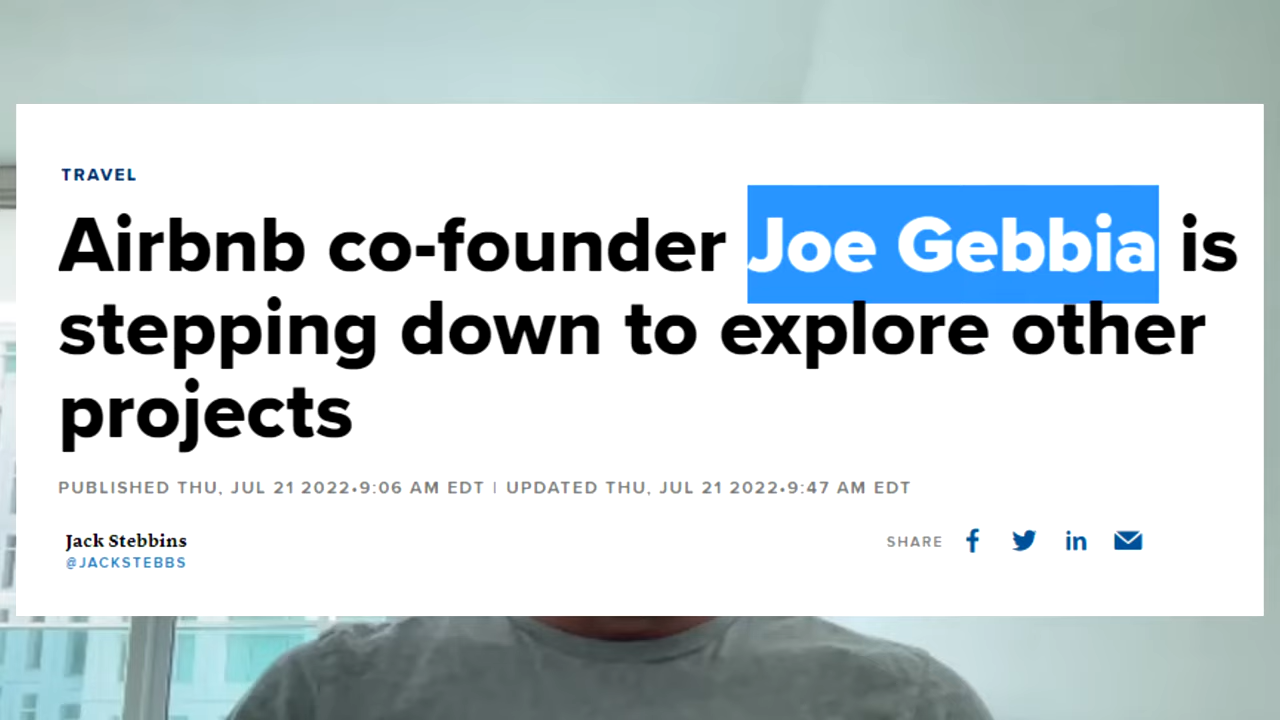 TRAVEL
Airbnb co-founder Joe Gebbia is
stepping down to explore other
projects
PUBLISHED THU, JUL 21 2022•9:06 AM EDT | UPDATED THU, JUL 21 2022•9:47 AM EDT
Jack Stebbins
SHARE
@JACKSTEBBS